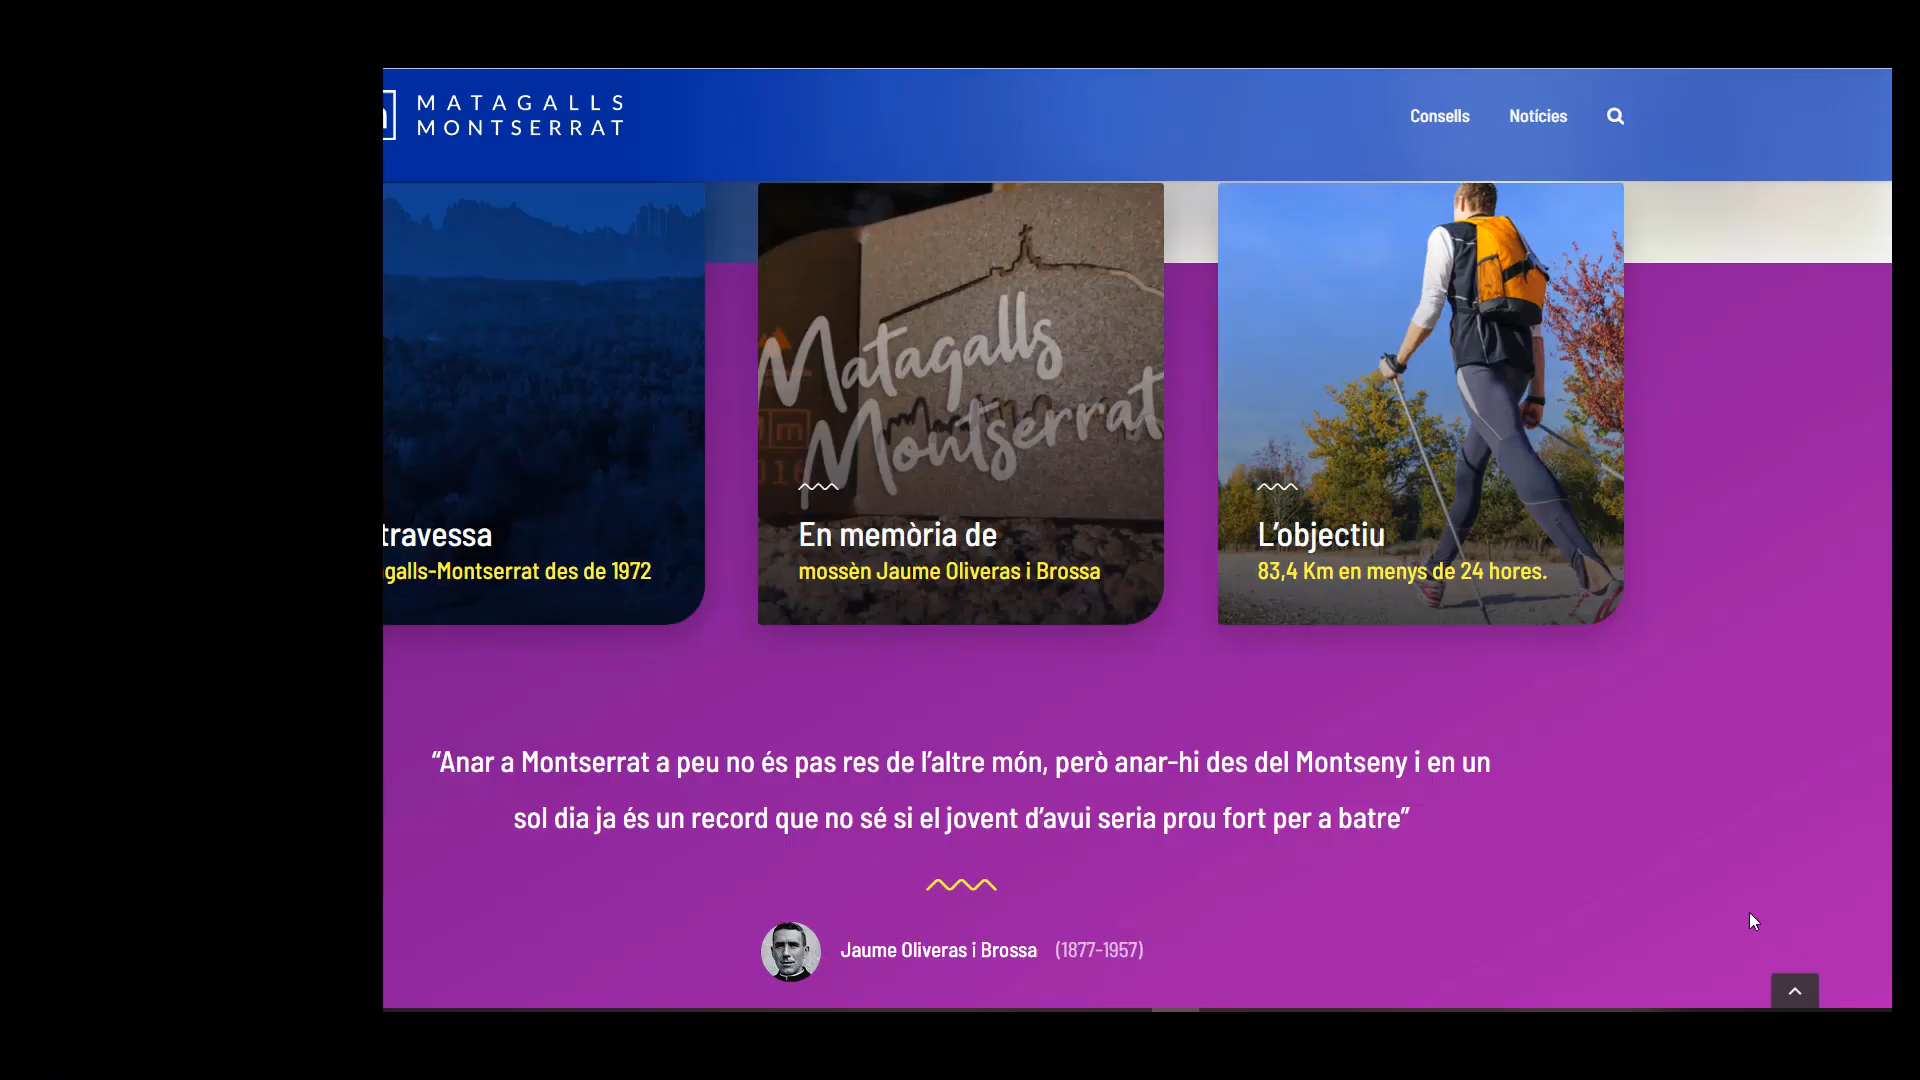 MATAGALLS
MONTSERRAT
Consells
Notícies
travessa
galls-Montserrat des de 1972
Matagalls
Montserrat
En memòria de
mossèn Jaume Oliveras i Brossa
L’objectiu
83,4 Km en menys de 24 hores.
“Anar a Montserrat a peu no és pas res de l’altre món, però anar-hi des del Montseny i en un
sol dia ja és un record que no sé si el jovent d’avui seria prou fort per a batre”
Jaume Oliveras i Brossa (1877-1957)